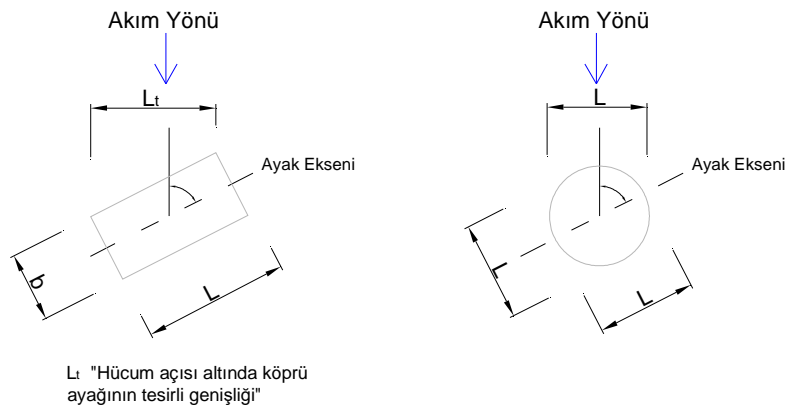 Akım Yönü
Lt
Ayak Ekseni
b
L
Lt "Hücum açısı altında köprü
ayağının tesirli genişliği"
Akım Yönü
L
Ayak Ekseni
L
L